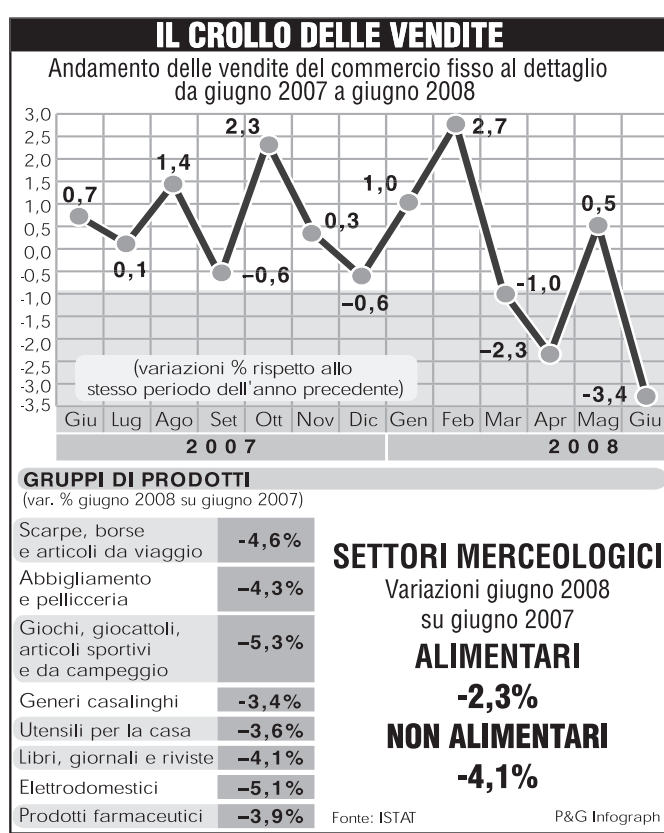 IL CROLLO DELLE VENDITE
Andamento delle vendite del commercio fisso al dettaglio
da giugno 2007 a giugno 2008
3,0
2,5
2,0
1,5
1,0
0,5
0,0
-0,5
-1,0
-1,5
-2,0
-2,5
-3,0
-3,5
0,7
0,1
1,4
–0,6
2,3
0,3
–0,6
1,0
2,7
-1,0
–2,3
0,5
-3,4
(variazioni % rispetto allo
stesso periodo dell'anno precedente)
Giu Lug Ago Set Ott Nov Dic Gen Feb Mar Apr Mag Giu
2007 2008
GRUPPI DI PRODOTTI
(var. % giugno 2008 su giugno 2007)
Scarpe, borse
e articoli da viaggio -4,6%
Abbigliamento
e pellicceria –4,3%
Giochi, giocattoli,
articoli sportivi
e da campeggio –5,3%
Generi casalinghi -3,4%
Utensili per la casa –3,6%
Libri, giornali e riviste –4,1%
Elettrodomestici –5,1%
Prodotti farmaceutici –3,9%
SETTORI MERCEOLOGICI
Variazioni giugno 2008
su giugno 2007
ALIMENTARI
-2,3%
NON ALIMENTARI
-4,1%
Fonte: ISTAT P&G Infograph